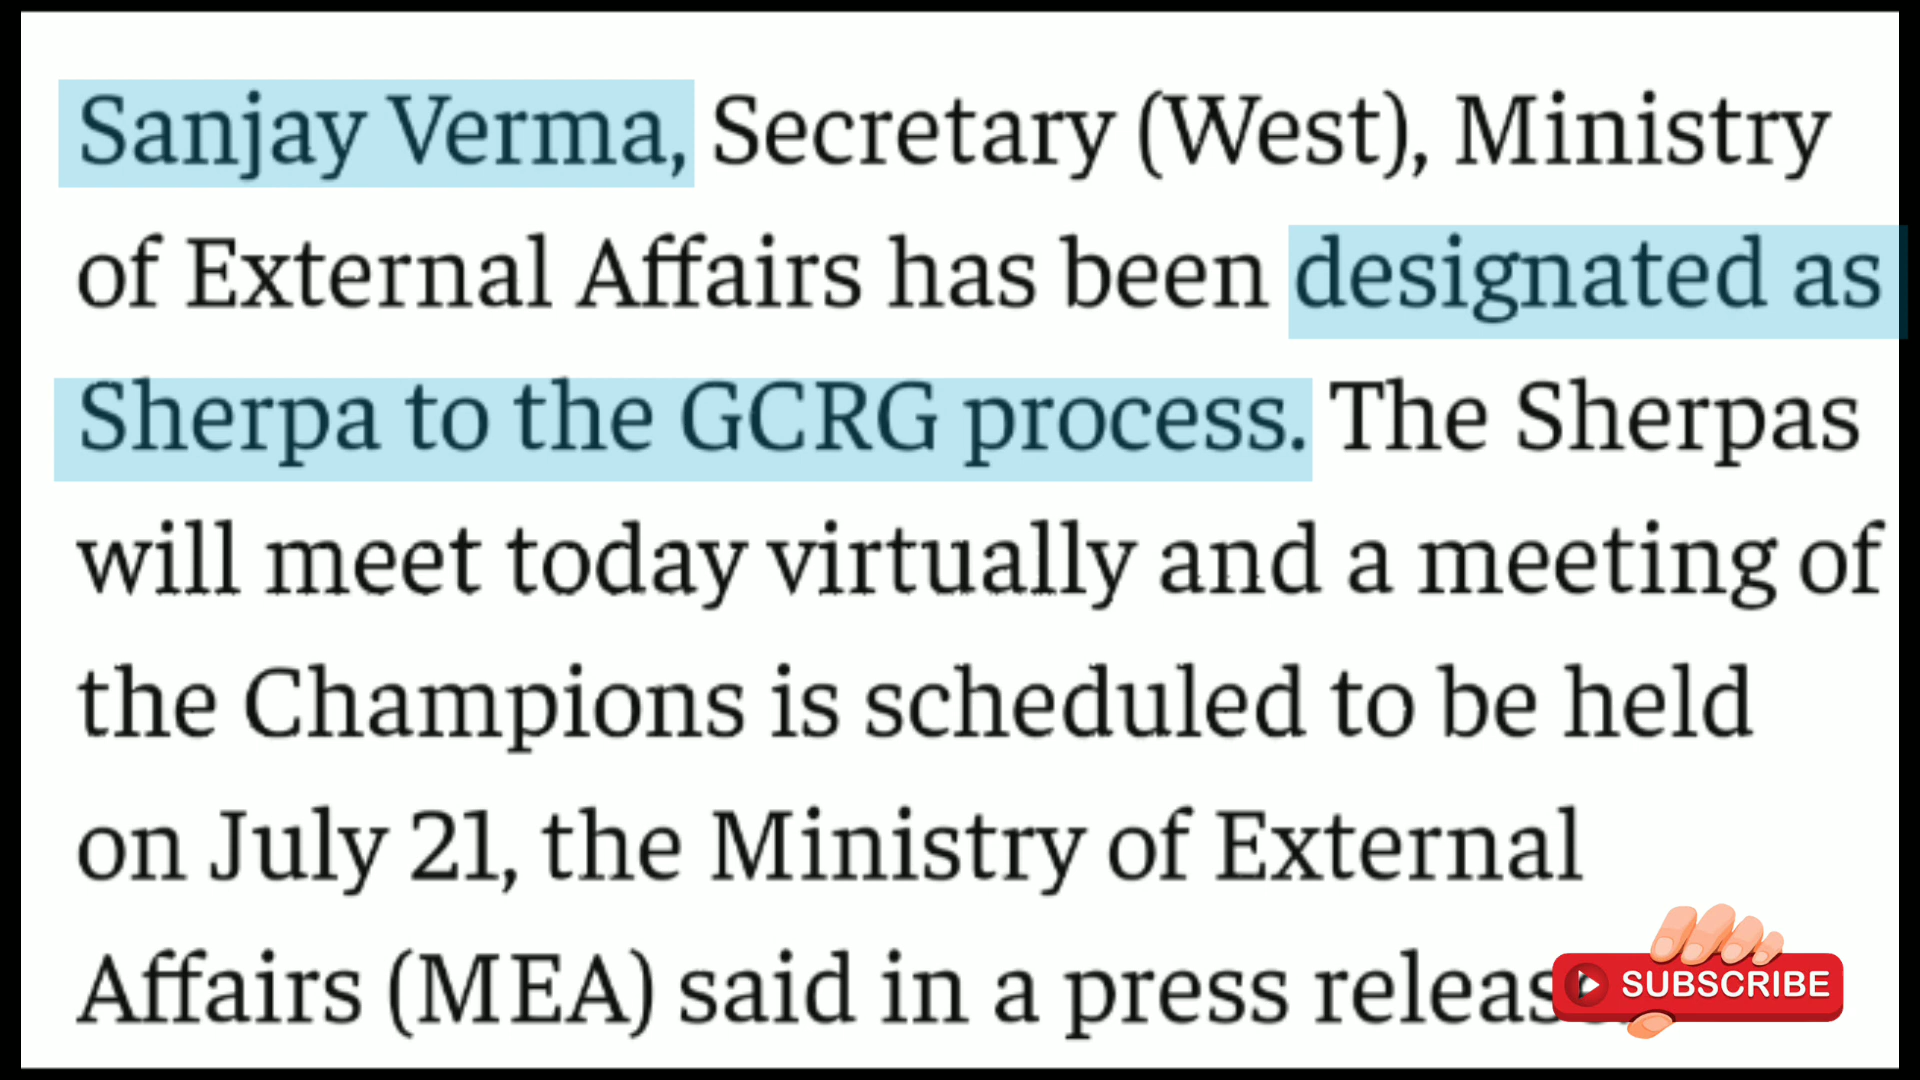 Sanjay Verma, Secretary (West), Ministry
of External Affairs has been designated as
Sherpa to the GCRG process. The Sherpas
will meet today virtually and a meeting of
the Champions is scheduled to be held
on July 21, the Ministry of External
Affairs (MEA) said in a press
SUBSCRIBE